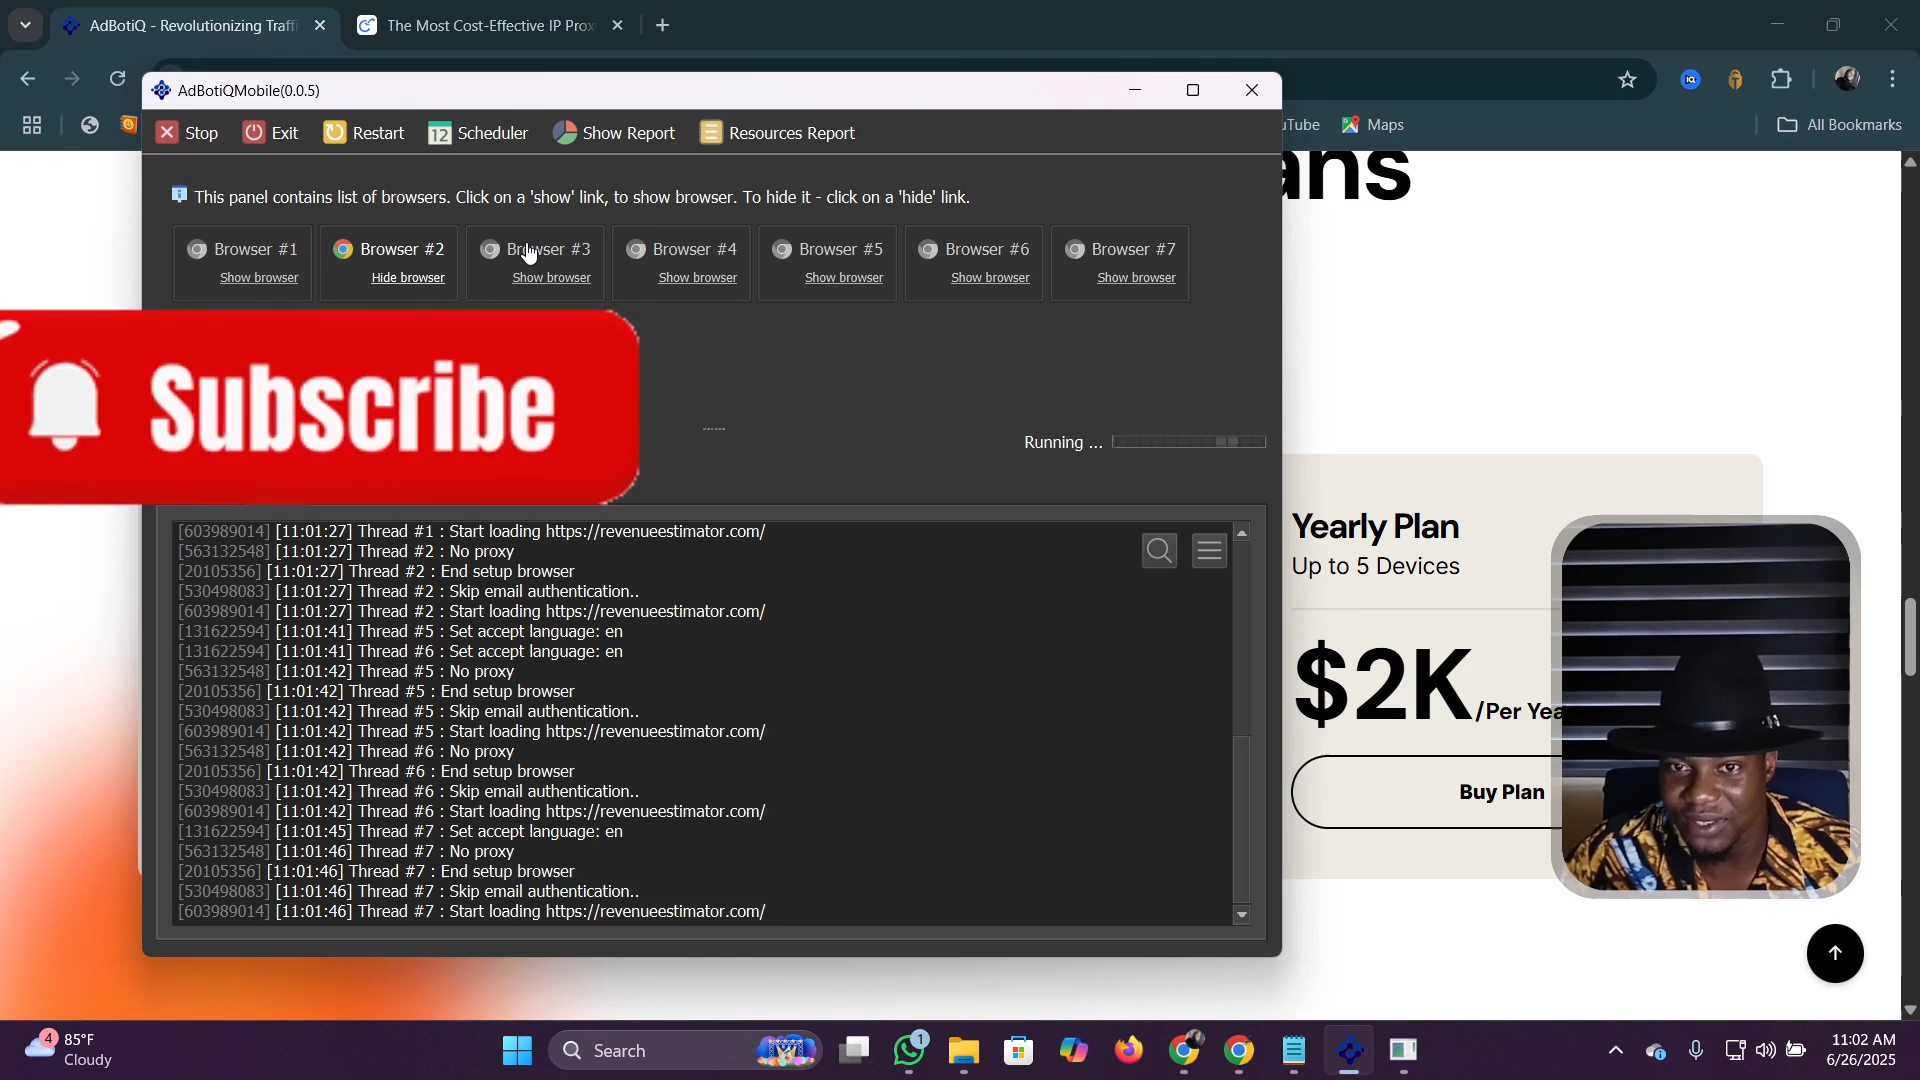 AdBotiQ - Revolutionizing Traffi
The Most Cost-Effective IP Prox
AdBotiQMobile(0.0.5)
Stop
Exit
Restart
12
Scheduler
Show Report
Resources Report
uTube
Maps
All Bookmarks
This panel contains list of browsers. Click on a 'show' link, to show browser. To hide it - click on a 'hide' link.
Browser #1
Show browser
Browser #2
Hide browser
Browser #3
Show browser
Browser #4
Show browser
Browser #5
Show browser
Browser #6
Show browser
Browser #7
Show browser
ans
Subscribe
Running ...
[603989014] [11:01:27] Thread #1 : Start loading https://revenueestimator.com/
[563132548] [11:01:27] Thread #2 : No proxy
[20105356] [11:01:27] Thread #2 : End setup browser
[530498083] [11:01:27] Thread #2 : Skip email authentication..
[603989014] [11:01:27] Thread #2 : Start loading https://revenueestimator.com/
[131622594] [11:01:41] Thread #5 : Set accept language: en
[131622594] [11:01:41] Thread #6 : Set accept language: en
[563132548] [11:01:42] Thread #5 : No proxy
[20105356] [11:01:42] Thread #5 : End setup browser
[530498083] [11:01:42] Thread #5 : Skip email authentication..
[603989014] [11:01:42] Thread #5 : Start loading https://revenueestimator.com/
[563132548] [11:01:42] Thread #6 : No proxy
[20105356] [11:01:42] Thread #6 : End setup browser
[530498083] [11:01:42] Thread #6 : Skip email authentication..
[603989014] [11:01:42] Thread #6 : Start loading https://revenueestimator.com/
[131622594] [11:01:45] Thread #7 : Set accept language: en
[563132548] [11:01:46] Thread #7 : No proxy
[20105356] [11:01:46] Thread #7 : End setup browser
[530498083] [11:01:46] Thread #7 : Skip email authentication..
[603989014] [11:01:46] Thread #7 : Start loading https://revenueestimator.com/
Yearly Plan
Up to 5 Devices
$2K/Per Yea
Buy Plan
4
85°F
Cloudy
Search
1
11:02 AM
6/26/2025